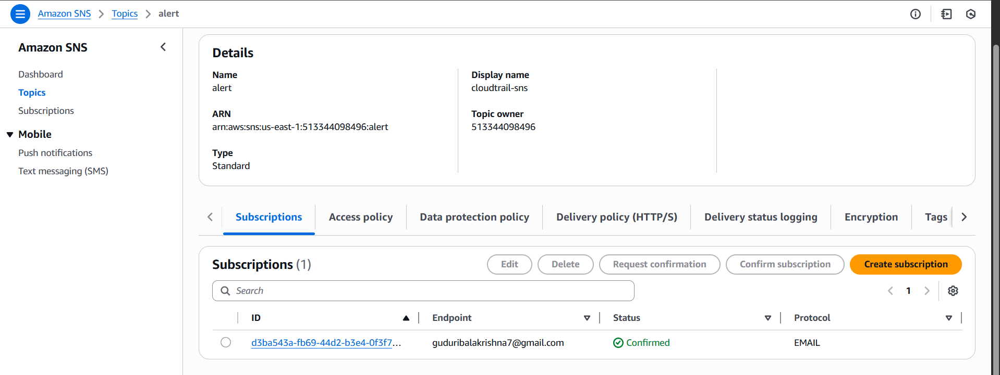 Amazon SNS > Topics > alert
Amazon SNS
Dashboard
Topics
Subscriptions
Mobile
Push notifications
Text messaging (SMS)
Details
Name
alert
Display name
cloudtrail-sns
ARN
arn:aws:sns:us-east-1:513344098496:alert
Topic owner
513344098496
Type
Standard
Subscriptions Access policy Data protection policy Delivery policy (HTTP/S) Delivery status logging Encryption Tags
Subscriptions (1) Edit Delete Request confirmation Confirm subscription Create subscription
Search 1
ID Endpoint Status Protocol
d3ba543a-fb69-44d2-b3e4-0f3f7... guduribalakrishna7@gmail.com Confirmed EMAIL